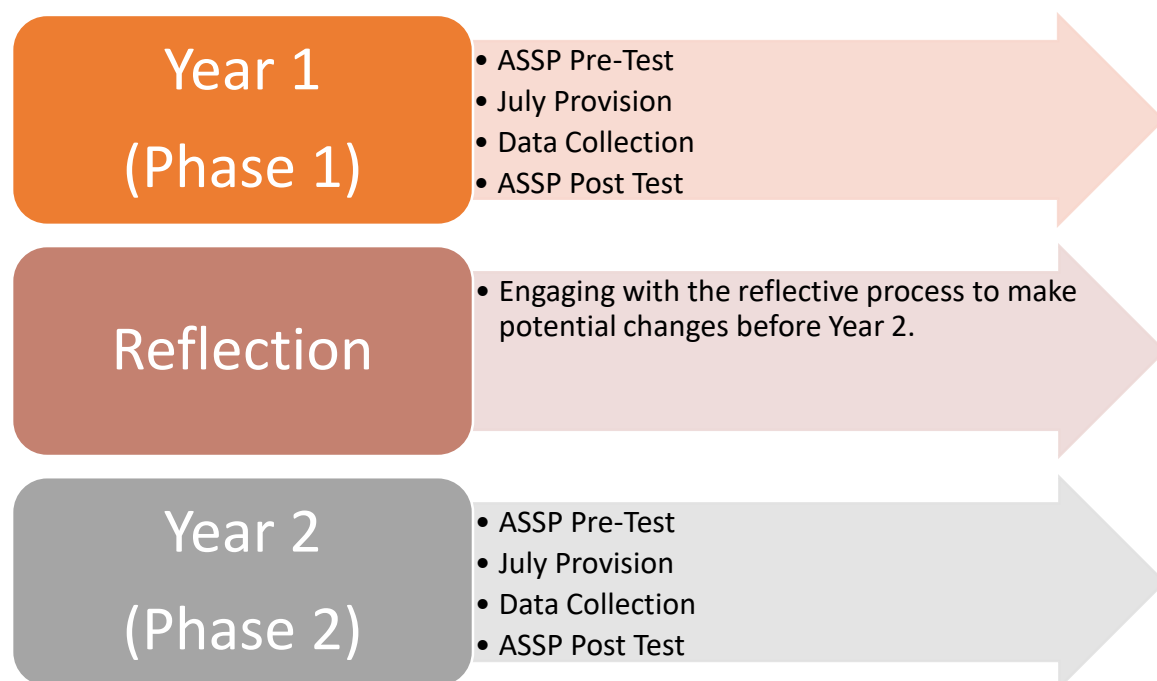 Year 1
(Phase 1)
• ASSP Pre-Test
• July Provision
• Data Collection
• ASSP Post Test
Reflection
• Engaging with the reflective process to make
potential changes before Year 2.
Year 2
(Phase 2)
• ASSP Pre-Test
• July Provision
• Data Collection
• ASSP Post Test